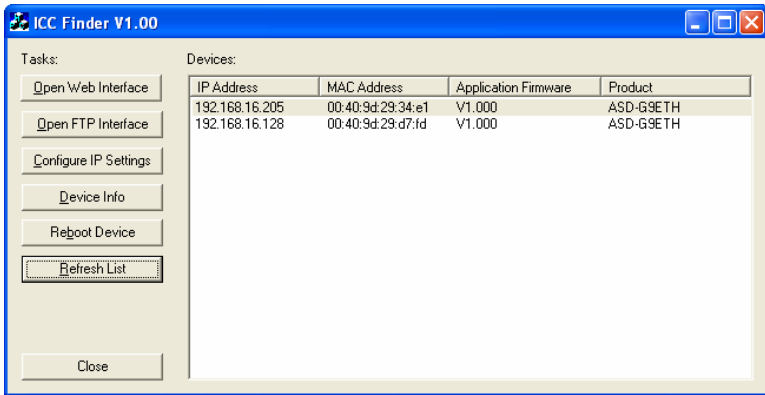 ICC Finder V1.00
Tasks:
Devices:
Open Web Interface
Open FTP Interface
Configure IP Settings
Device Info
Reboot Device
Refresh List
Close
IP Address MAC Address Application Firmware Product
192.168.16.205 00:40:9d:29:34:e1 V1.000 ASD-G9ETH
192.168.16.128 00:40:9d:29:d7:fd V1.000 ASD-G9ETH